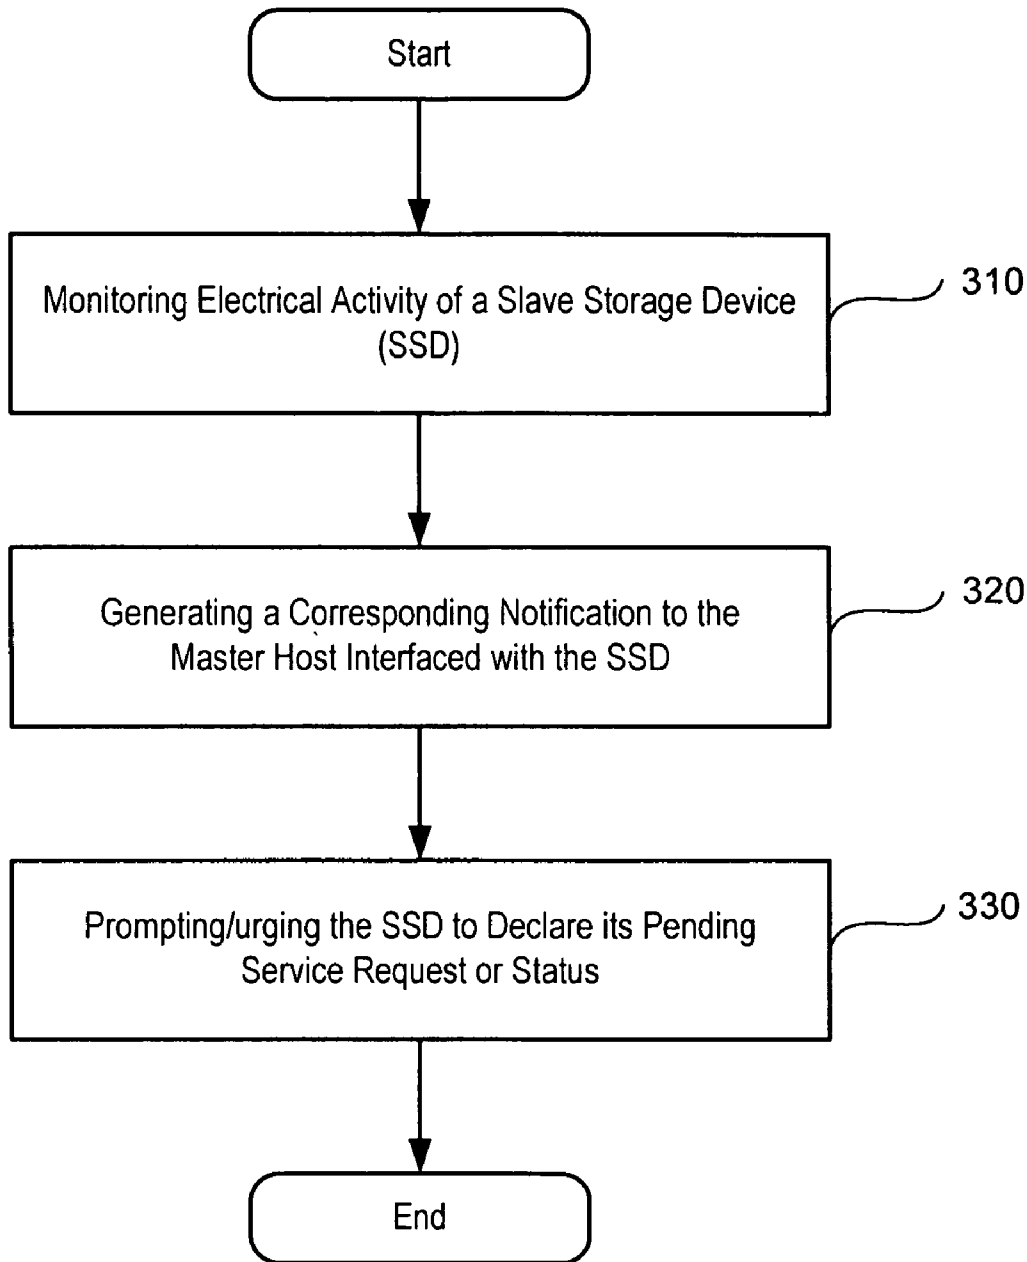 Start
Monitoring Electrical Activity of a Slave Storage Device
(SSD)
310
Generating a Corresponding Notification to the
Master Host Interfaced with the SSD
320
Prompting/urging the SSD to Declare its Pending
Service Request or Status
330
End